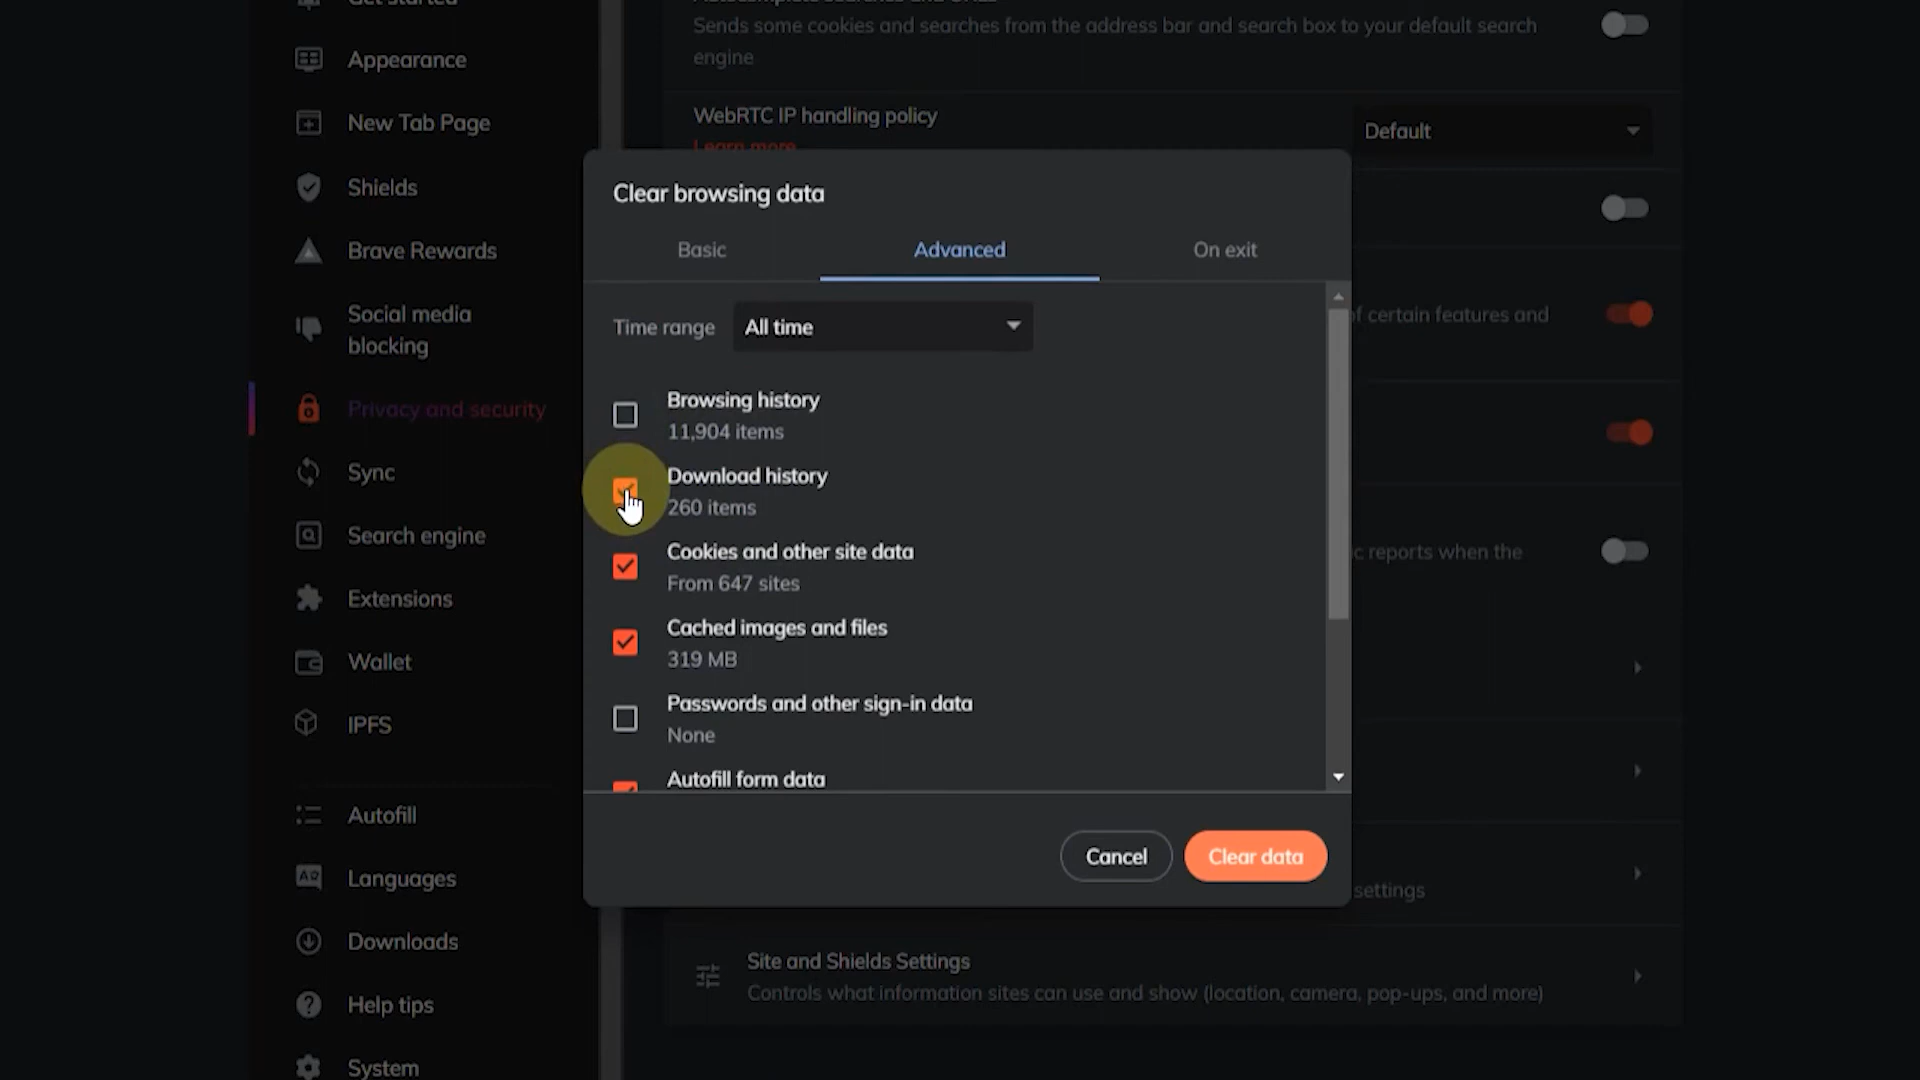 Get started
Appearance
New Tab Page
Shields
Brave Rewards
Social media
blocking
Privacy and security
Sync
Search engine
Extensions
Wallet
IPFS
Autofill
Languages
Downloads
Help tips
System
Sends some cookies and searches from the address bar and search box to your default search
engine
WebRTC IP handling policy
Learn more
Default
Clear browsing data
Basic
Advanced
On exit
Time range
All time
Browsing history
11,904 items
Download history
260 items
Cookies and other site data
From 647 sites
Cached images and files
319 MB
Passwords and other sign-in data
None
Autofill form data
Cancel
Clear data
of certain features and
c reports when the
settings
Site and Shields Settings
Controls what information sites can use and show (location, camera, pop-ups, and more)